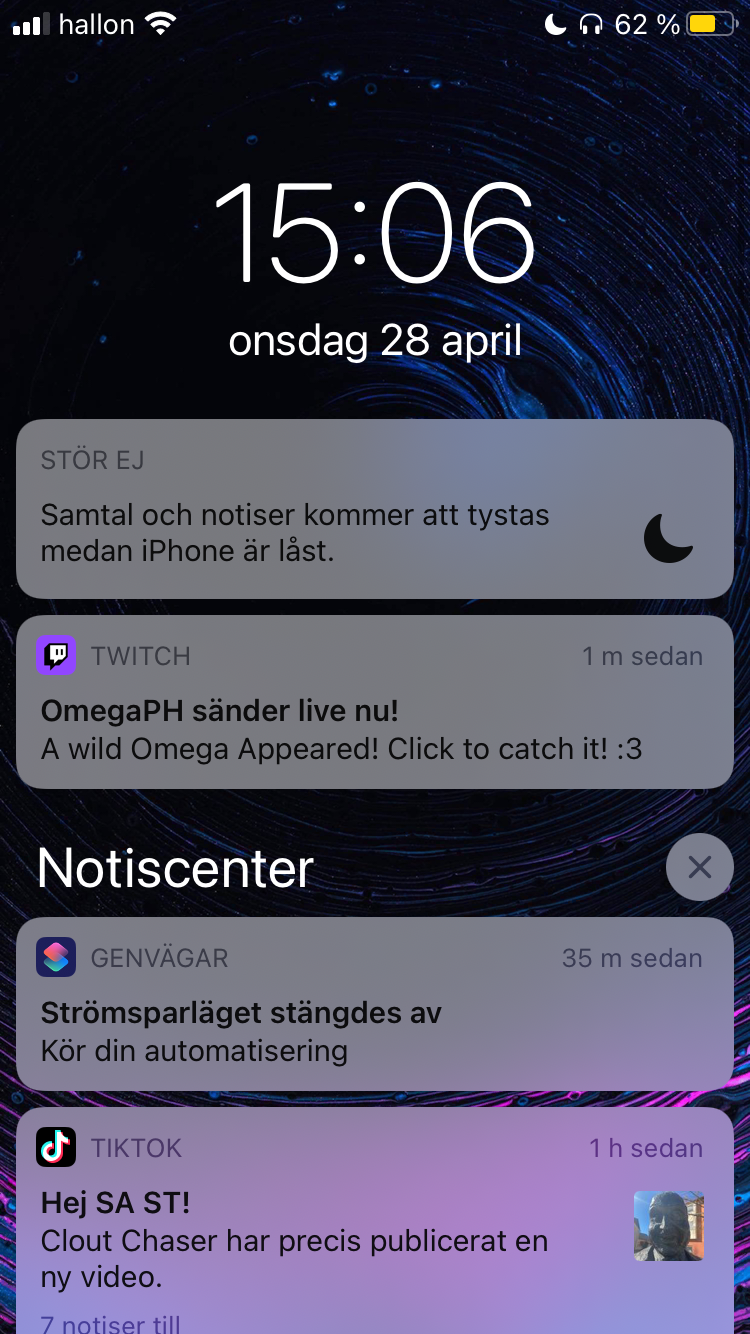 hallon 62 %
15:06
onsdag 28 april
STÖR EJ
Samtal och notiser kommer att tystas
medan iPhone är låst.
TWITCH 1 m sedan
OmegaPH sänder live nu!
A wild Omega Appeared! Click to catch it! :3
Notiscenter
GENVÄGAR 35 m sedan
Strömsparläget stängdes av
Kör din automatisering
TIKTOK 1 h sedan
Hej SA ST!
Clout Chaser har precis publicerat en
ny video.
7 notiser till